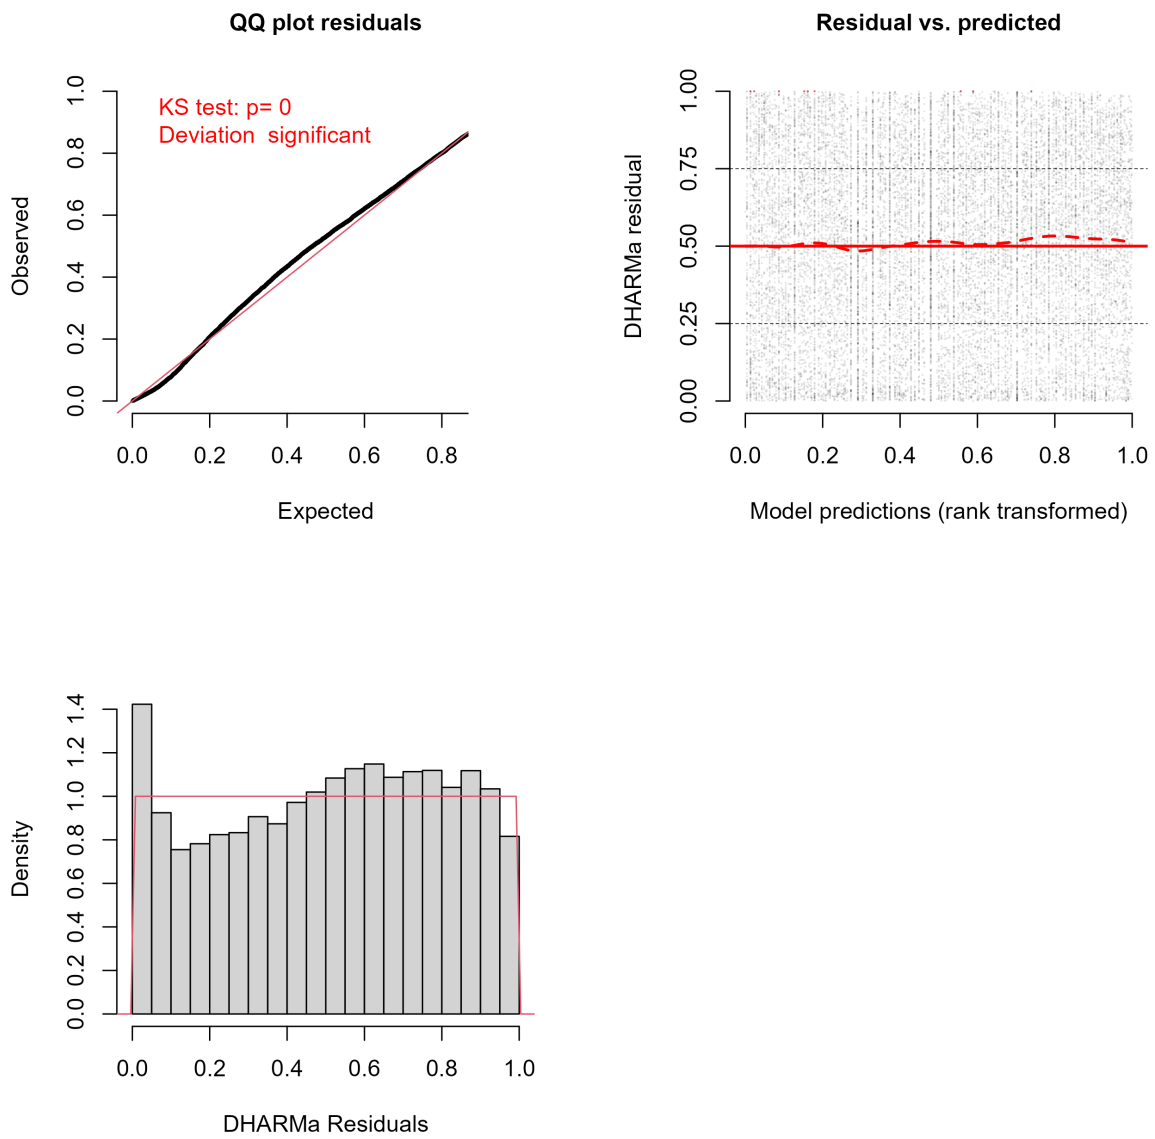 QQ plot residuals
KS test: p= 0
Deviation  significant
Observed
0.0 0.2 0.4 0.6 0.8 1.0
0.0 0.2 0.4 0.6 0.8
Expected
Residual vs. predicted
DHARMa residual
0.00 0.25 0.50 0.75 1.00
0.0 0.2 0.4 0.6 0.8 1.0
Model predictions (rank transformed)
Density
0.0 0.2 0.4 0.6 0.8 1.0 1.2 1.4
0.0 0.2 0.4 0.6 0.8 1.0
DHARMa Residuals